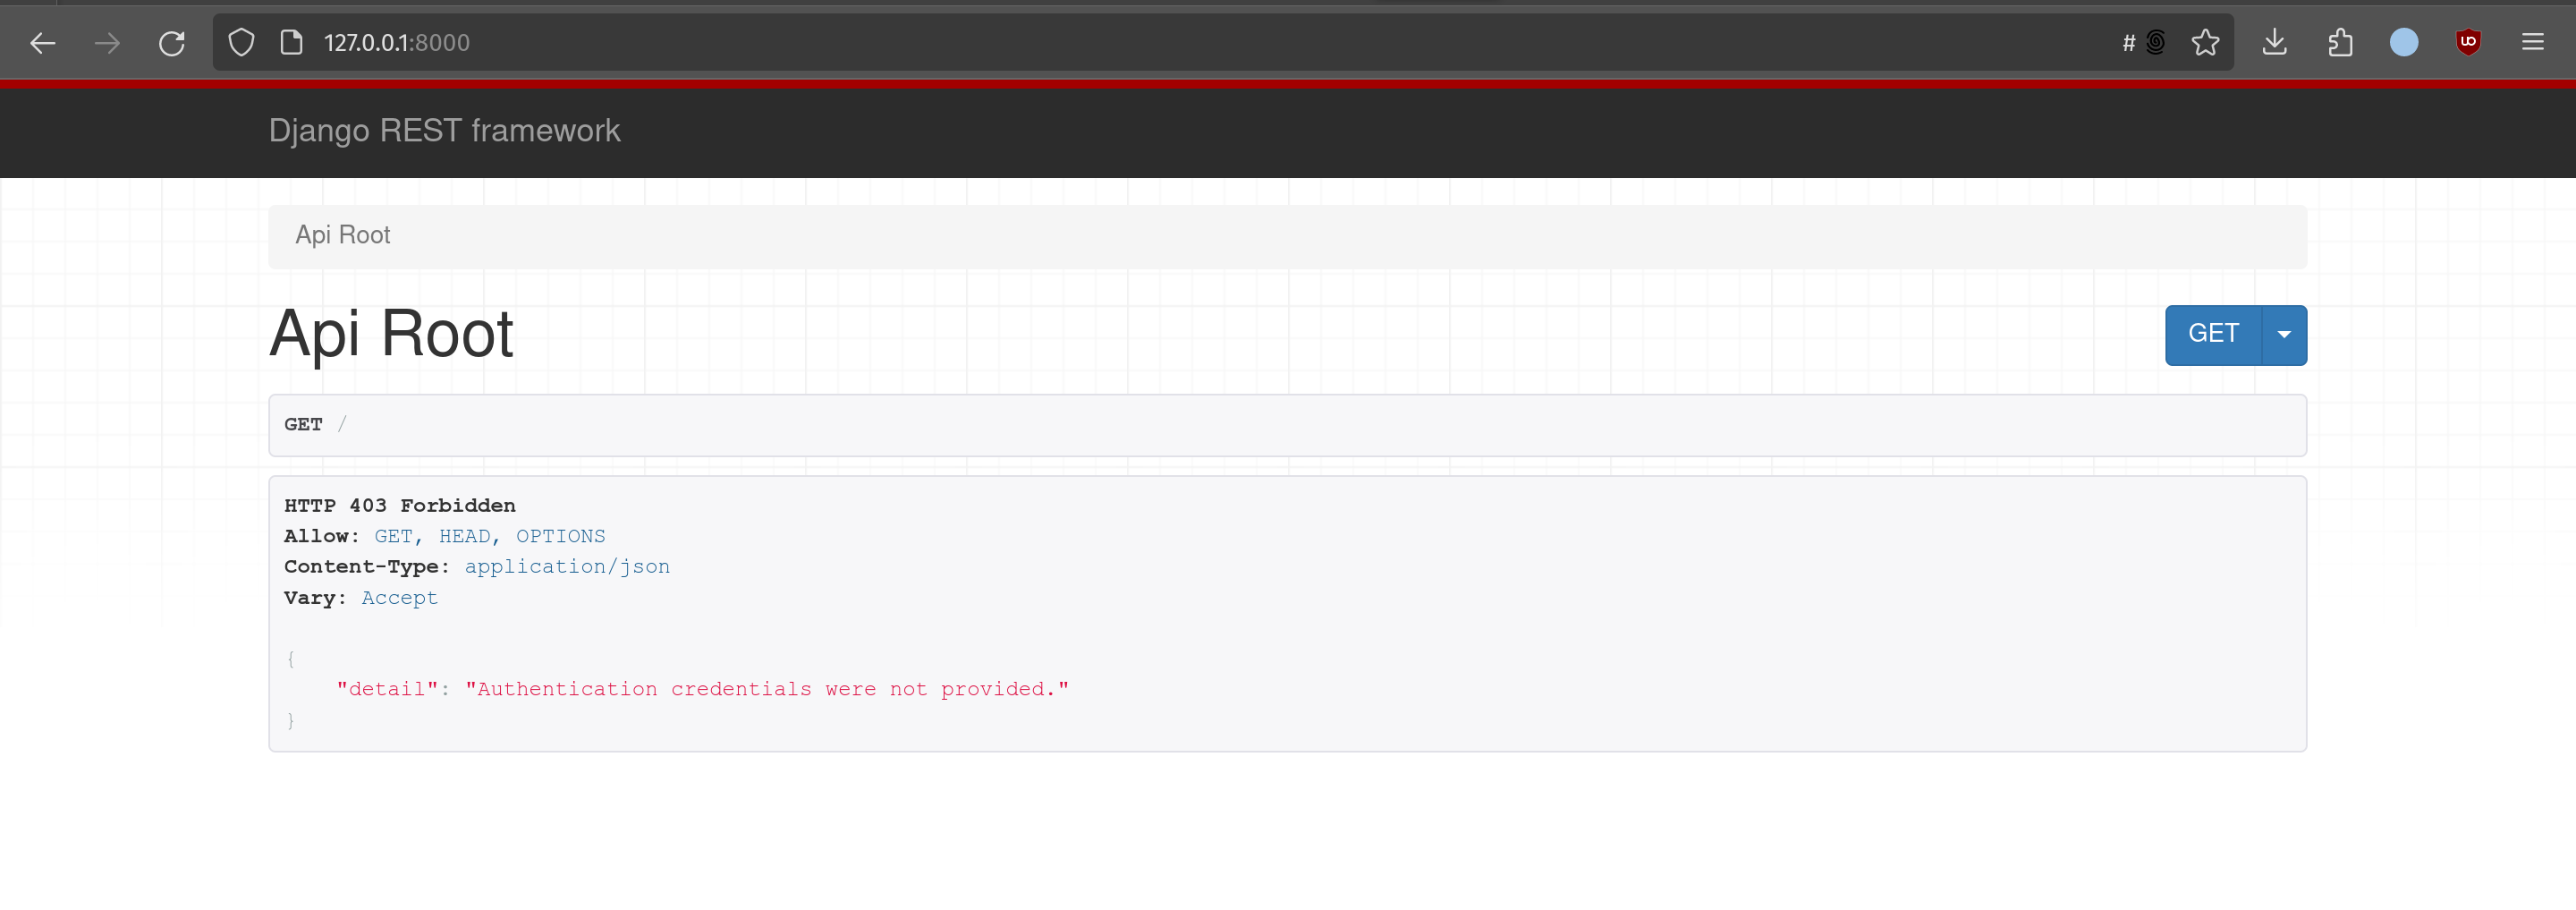 127.0.0.1:8000
#
Django REST framework
Api Root
Api Root
GET
GET /
HTTP 403 Forbidden
Allow: GET, HEAD, OPTIONS
Content-Type: application/json
Vary: Accept
{
    "detail": "Authentication credentials were not provided."
}